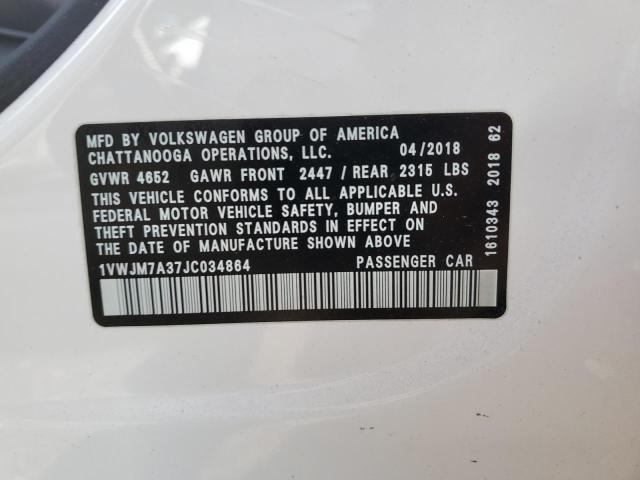 MFD BY VOLKSWAGEN GROUP OF AMERICA
CHATTANOOGA OPERATIONS, LLC. 04/2018
GVWR 4652 GAWR FRONT 2447 / REAR 2315 LBS
THIS VEHICLE CONFORMS TO ALL APPLICABLE U.S.
FEDERAL MOTOR VEHICLE SAFETY, BUMPER AND
THEFT PREVENTION STANDARDS IN EFFECT ON
THE DATE OF MANUFACTURE SHOWN ABOVE.
1VWJM7A37JC034864 PASSENGER CAR
1610343 2018 62